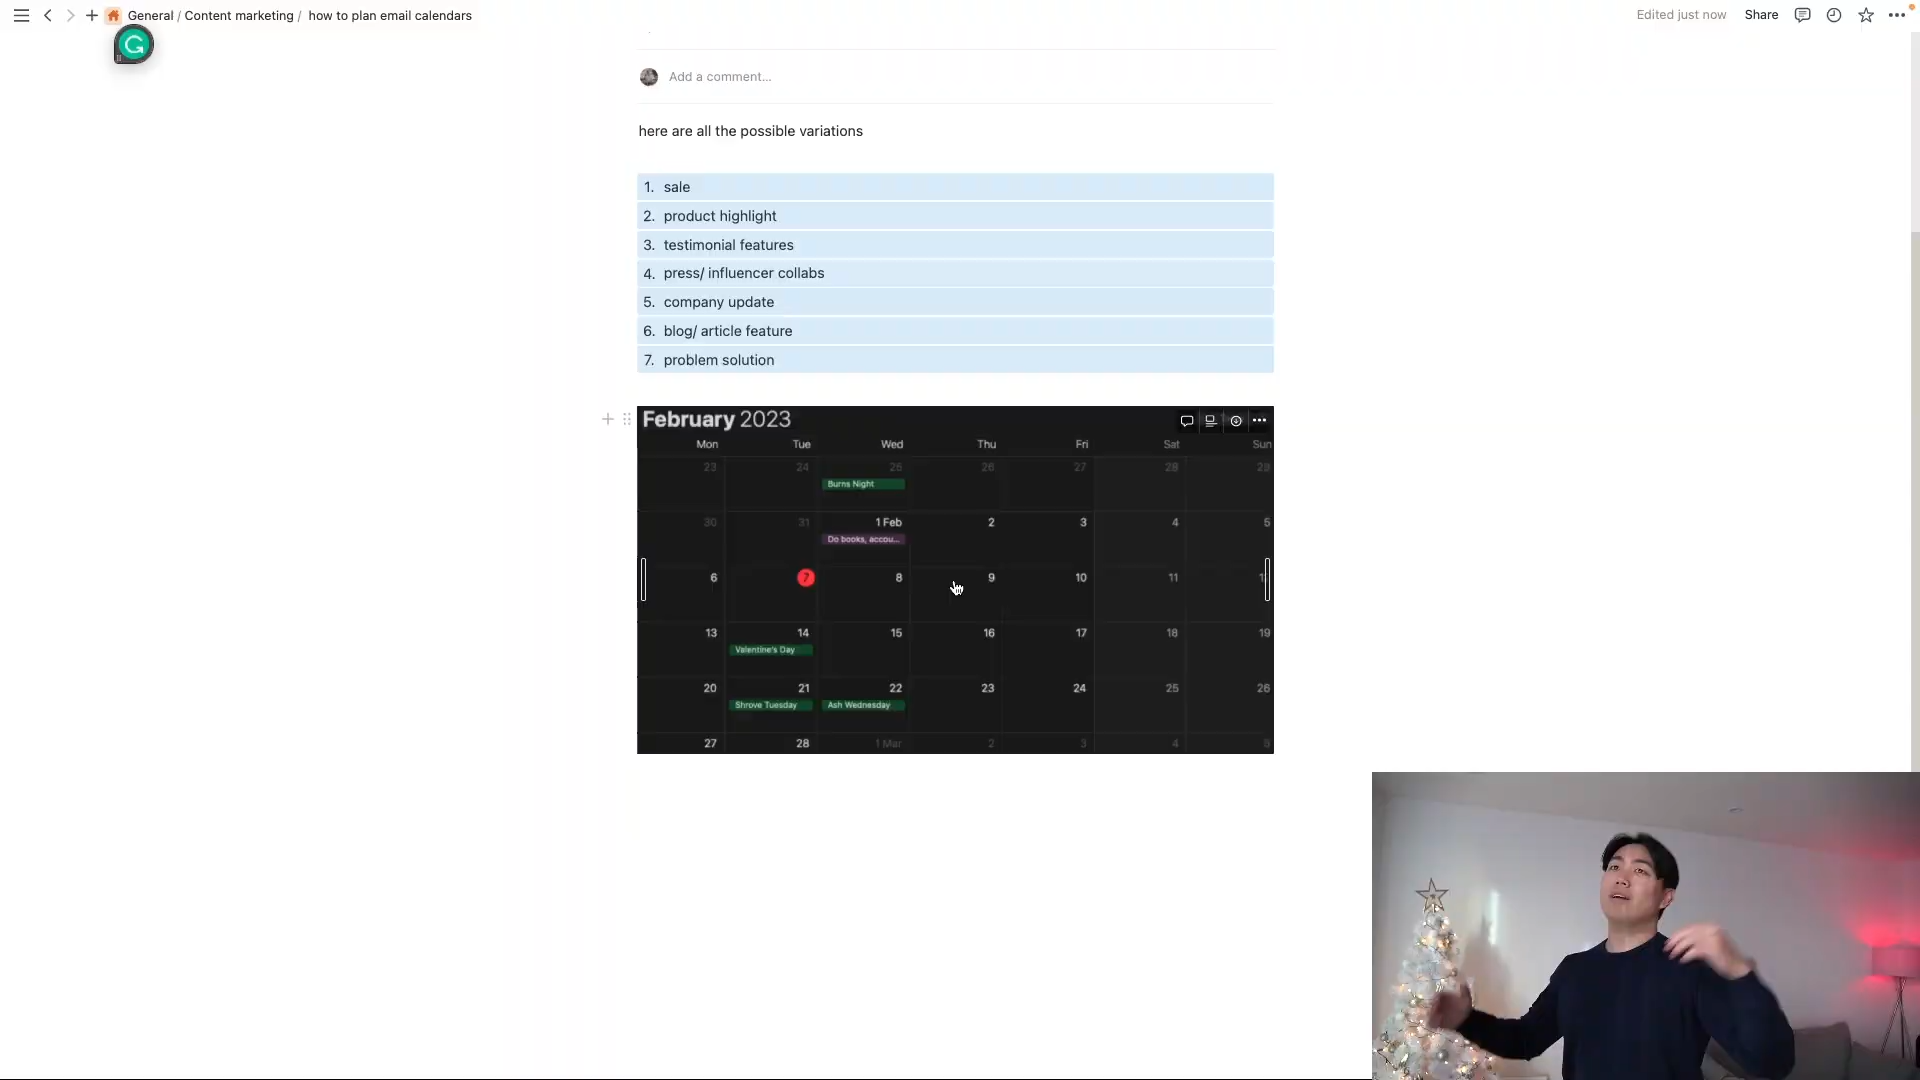 General / Content marketing / how to plan email calendars
Edited just now
Share
G
Add a comment...
here are all the possible variations
1. sale
2. product highlight
3. testimonial features
4. press/ influencer collabs
5. company update
6. blog/ article feature
7. problem solution
February 2023
Mon Tue Wed Thu Fri Sat Sun
23 24 25 26 27 28 29
Burns Night
30 31 1 Feb 2 3 4 5
Do books, accou...
6 7 8 9 10 11
13 14 15 16 17 18 19
Valentine's Day
20 21 22 23 24 25 26
Shrove Tuesday Ash Wednesday
27 28 1 Mar 2 3 4